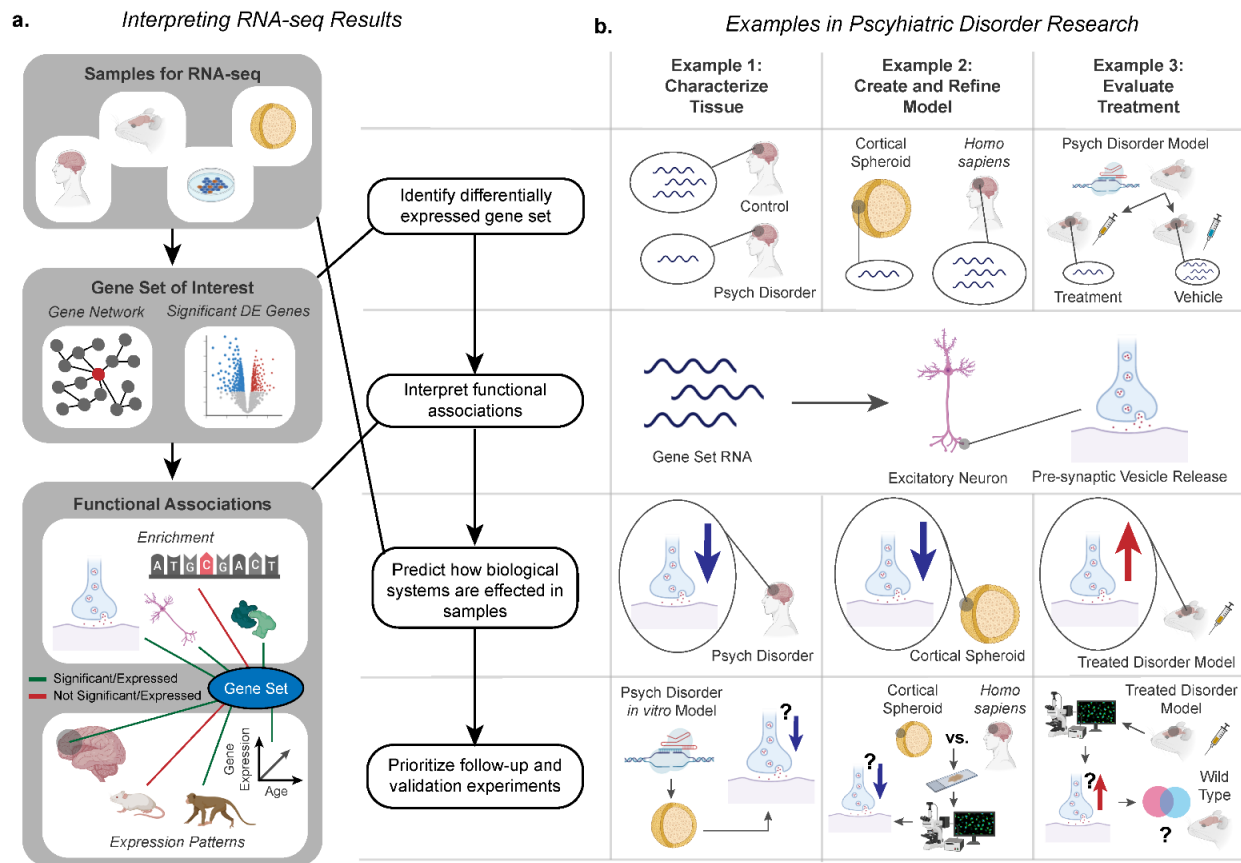 a.
Interpreting RNA-seq Results
Samples for RNA-seq
Gene Set of Interest
Gene Network
Significant DE Genes
Functional Associations
Enrichment
A T G C G A C T
Significant/Expressed
Not Significant/Expressed
Gene Set
Gene
Expression
Age
Expression Patterns
Identify differentially
expressed gene set
Interpret functional
associations
Predict how biological
systems are effected in
samples
Prioritize follow-up and
validation experiments
b.
Examples in Pscyhiatric Disorder Research
Example 1:
Characterize
Tissue
Example 2:
Create and Refine
Model
Example 3:
Evaluate
Treatment
Control
Psych Disorder
Cortical
Spheroid
Homo
sapiens
Psych Disorder Model
Treatment
Vehicle
Gene Set RNA
Excitatory Neuron
Pre-synaptic Vesicle Release
Psych Disorder
Cortical Spheroid
Treated Disorder Model
Psych Disorder
in vitro Model
?
Cortical
Spheroid
Homo
sapiens
vs.
?
Treated Disorder
Model
?
Wild
Type
?